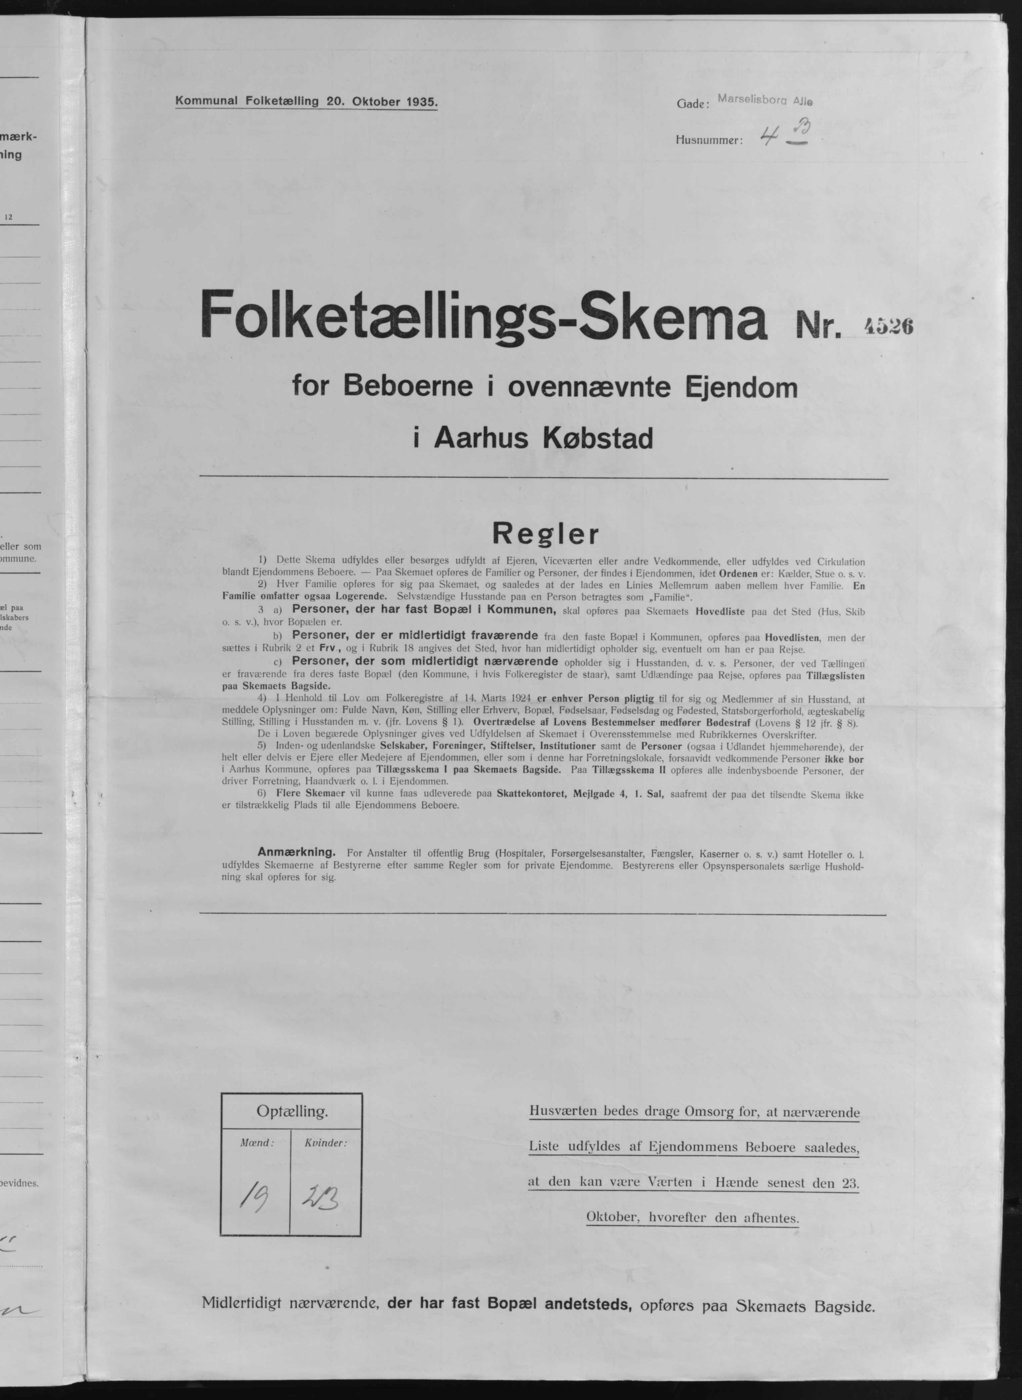 mærk-
ning
12
eller som
ommune.
el paa
lskabers
nde
bevidnes.
Kommunal Folketælling 20. Oktober 1935.
Gade: Marselisborg Alle
Husnummer: 4 B
Folketællings-Skema Nr. 4526
for Beboerne i ovennævnte Ejendom
i Aarhus Købstad
Regler
1) Dette Skema udfyldes eller besørges udfyldt af Ejeren, Viceværten eller andre Vedkommende, eller udfyldes ved Cirkulation
blandt Ejendommens Beboere. — Paa Skemaet opføres de Familier og Personer, der findes i Ejendommen, idet Ordenen er: Kælder, Stue o. s. v.
2) Hver Familie opføres for sig paa Skemaet, og saaledes at der lades en Linies Mellemrum aaben mellem hver Familie. En
Familie omfatter ogsaa Logerende. Selvstændige Husstande paa en Person betragtes som „Familie“.
3 a) Personer, der har fast Bopæl i Kommunen, skal opføres paa Skemaets Hovedliste paa det Sted (Hus, Skib
o. s. v.), hvor Bopælen er.
b) Personer, der er midlertidigt fraværende fra den faste Bopæl i Kommunen, opføres paa Hovedlisten, men der
sættes i Rubrik 2 et Frv., og i Rubrik 18 angives det Sted, hvor han midlertidigt opholder sig, eventuelt om han er paa Rejse.
c) Personer, der som midlertidigt nærværende opholder sig i Husstanden, d. v. s. Personer, der ved Tællingen
er fraværende fra deres faste Bopæl (den Kommune, i hvis Folkeregister de staar), samt Udlændinge paa Rejse, opføres paa Tillægslisten
paa Skemaets Bagside.
4) I Henhold til Lov om Folkeregistre af 14. Marts 1924 er enhver Person pligtig til for sig og Medlemmer af sin Husstand, at
meddele Oplysninger om: Fulde Navn, Køn, Stilling eller Erhverv, Bopæl, Fødselsaar, Fødselsdag og Fødested, Statsborgerforhold, ægteskabelig
Stilling, Stilling i Husstanden m. v. (jfr. Lovens § 1). Overtrædelse af Lovens Bestemmelser medfører Bødestraf (Lovens § 12 jfr. § 8).
De i Loven begærede Oplysninger gives ved Udfyldelsen af Skemaet i Overensstemmelse med Rubrikkernes Overskrifter.
5) Inden- og udenlandske Selskaber, Foreninger, Stiftelser, Institutioner samt de Personer (ogsaa i Udlandet hjemmehørende), der
helt eller delvis er Ejere eller Medejere af Ejendommen, eller som i denne har Forretningslokale, forsaavidt vedkommende Personer ikke bor
i Aarhus Kommune, opføres paa Tillægsskema I paa Skemaets Bagside. Paa Tillægsskema II opføres alle indenbysboende Personer, der
driver Forretning, Haandværk o. l. i Ejendommen.
6) Flere Skemaer vil kunne faas udleverede paa Skattekontoret, Mejlgade 4, 1. Sal, saafremt der paa det tilsendte Skema ikke
er tilstrækkelig Plads til alle Ejendommens Beboere.
Anmærkning. For Anstalter til offentlig Brug (Hospitaler, Forsørgelsesanstalter, Fængsler, Kaserner o. s. v.) samt Hoteller o. l.
udfyldes Skemaerne af Bestyrerne efter samme Regler som for private Ejendomme. Bestyrerens eller Opsynspersonalets særlige Hushold-
ning skal opføres for sig.
Optælling.
Mænd: Kvinder:
19 23
Husværten bedes drage Omsorg for, at nærværende
Liste udfyldes af Ejendommens Beboere saaledes,
at den kan være Værten i Hænde senest den 23.
Oktober, hvorefter den afhentes.
Midlertidigt nærværende, der har fast Bopæl andetsteds, opføres paa Skemaets Bagside.